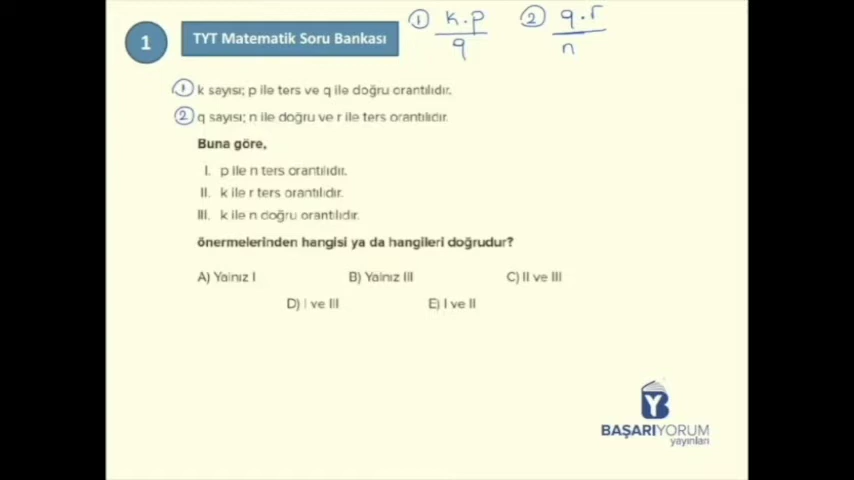 1 TYT Matematik Soru Bankası
① k.p / q ② q.r / n
① k sayısı; p ile ters ve q ile doğru orantılıdır.
② q sayısı; n ile doğru ve r ile ters orantılıdır.
Buna göre,
I. p ile n ters orantılıdır.
II. k ile r ters orantılıdır.
III. k ile n doğru orantılıdır.
önermelerinden hangisi ya da hangileri doğrudur?
A) Yalnız I B) Yalnız III C) II ve III
D) I ve III E) I ve II
BAŞARIYORUM
yayınları